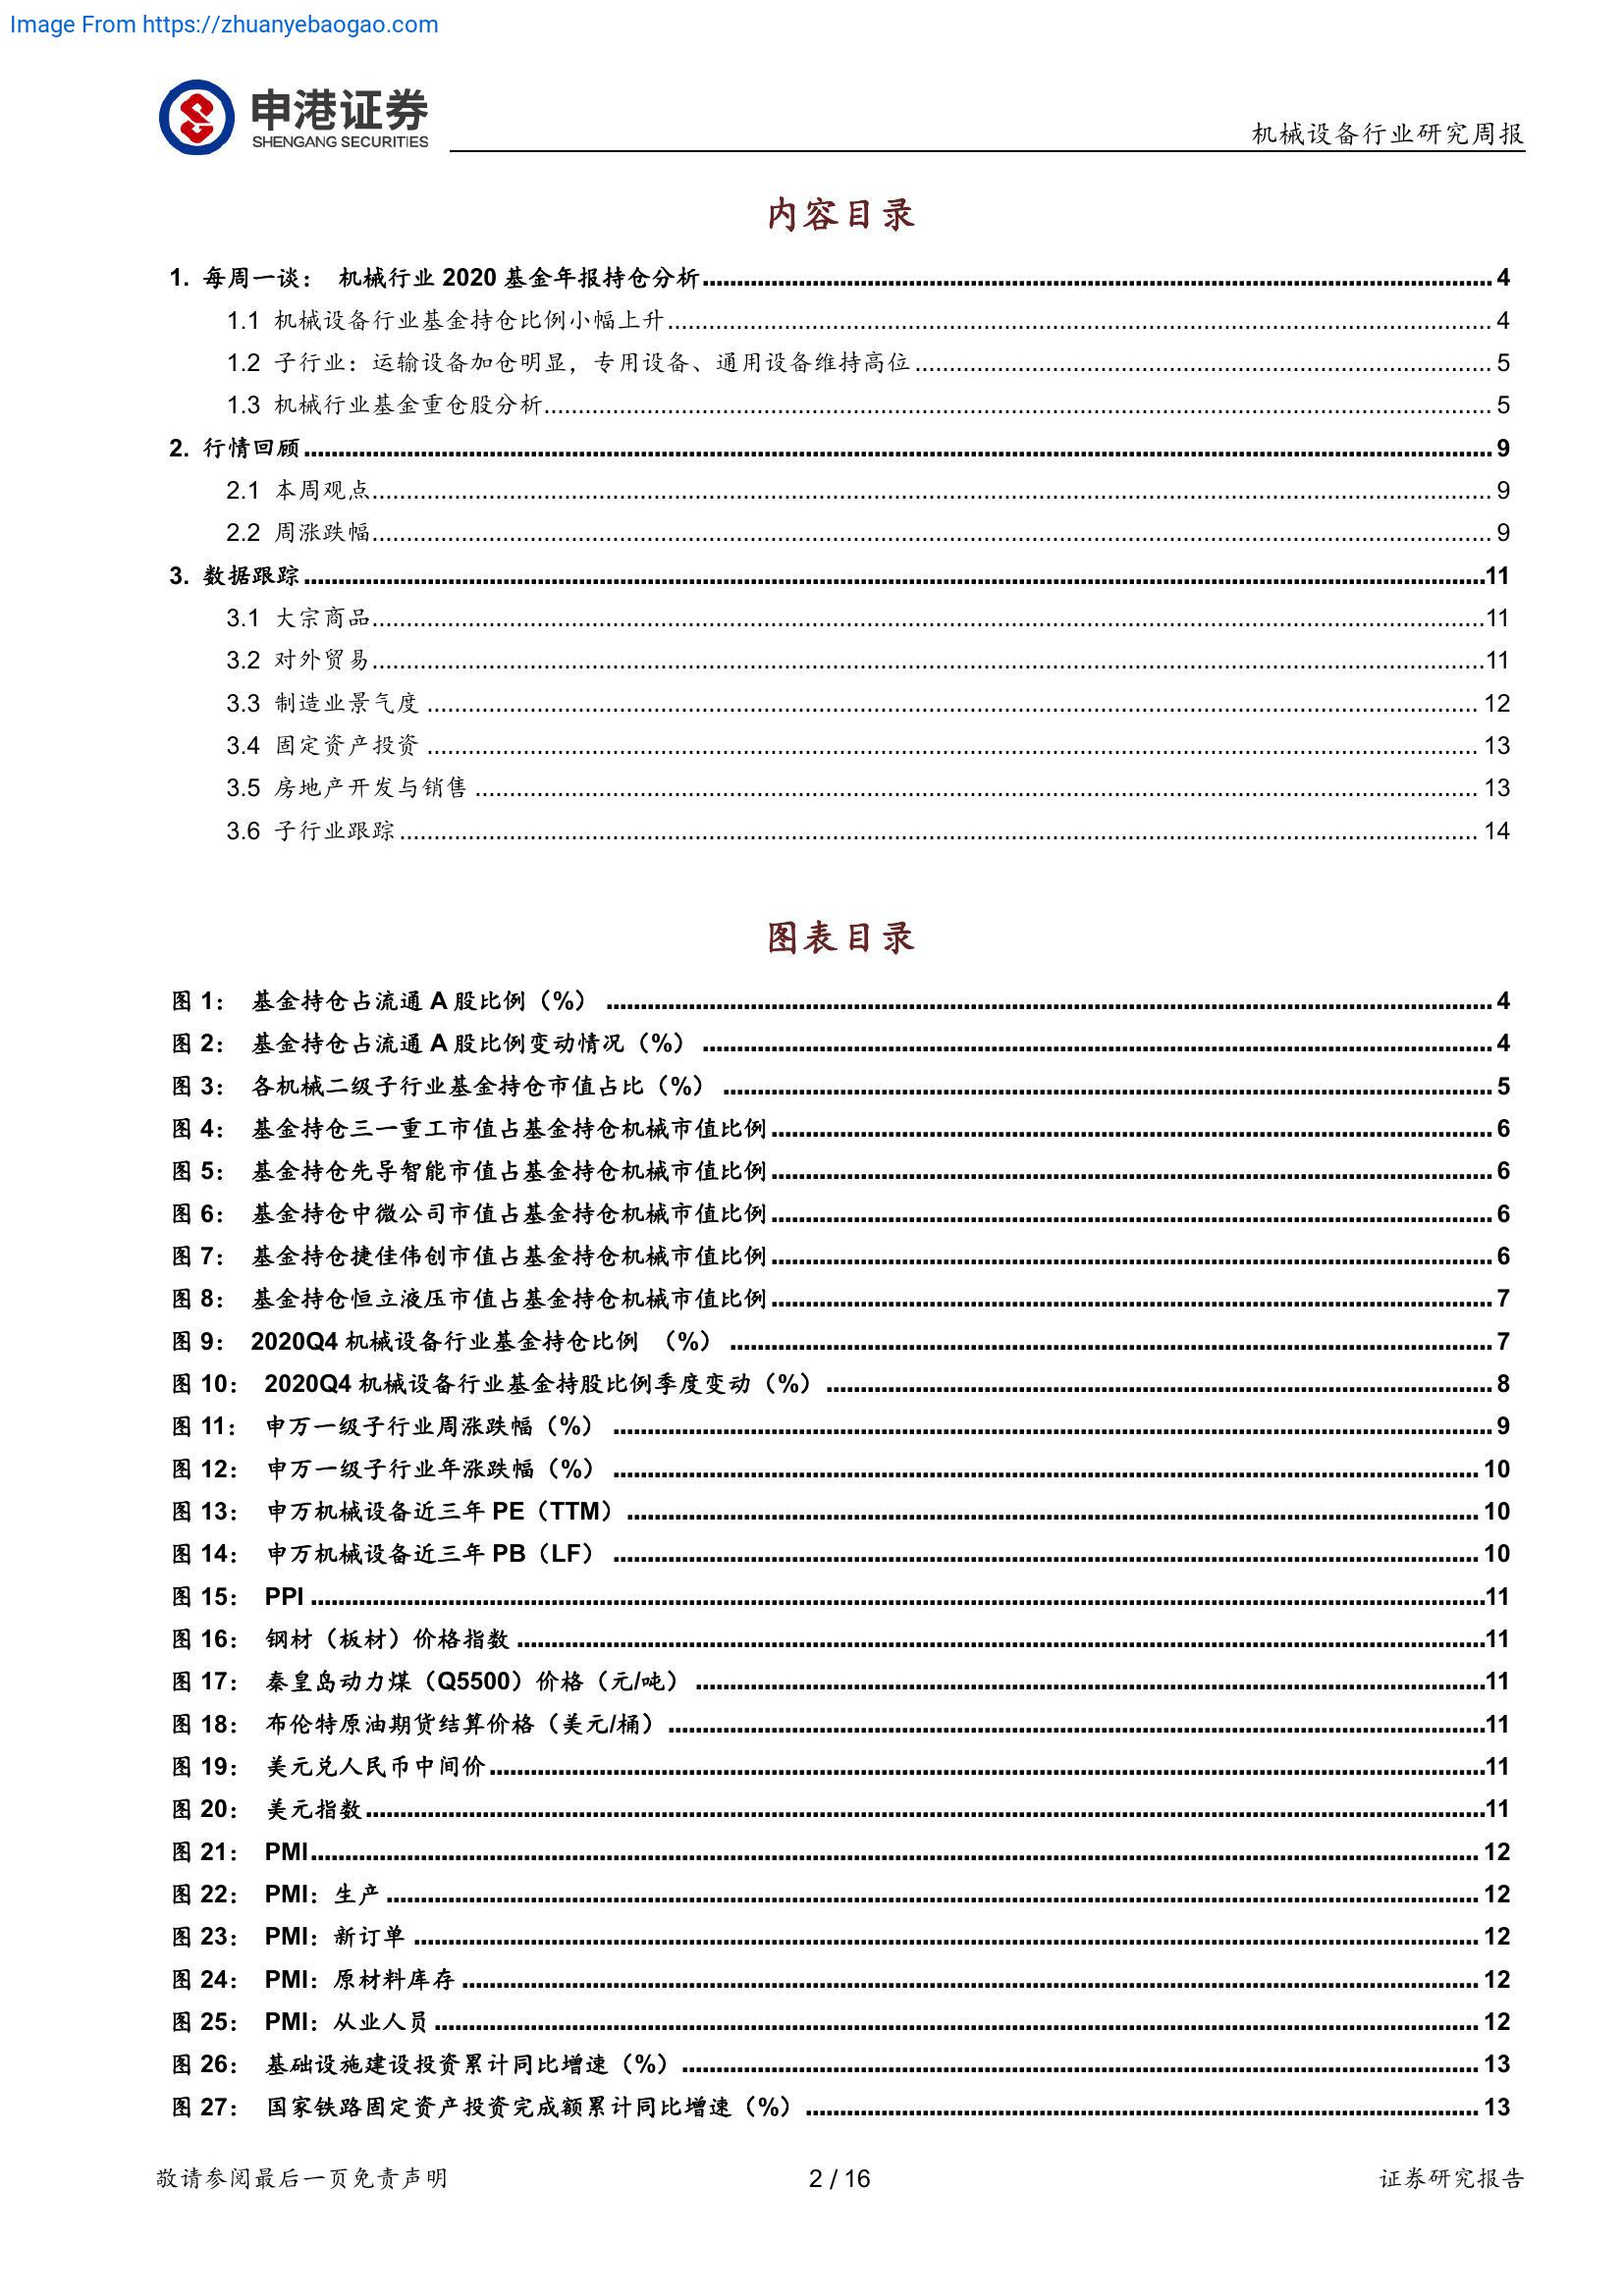 Image From https://zhuanyebaogao.com
申港证券
SHENGANG SECURITIES
机械设备行业研究周报
内容目录
1. 每周一谈： 机械行业 2020 基金年报持仓分析 4
1.1 机械设备行业基金持仓比例小幅上升 4
1.2 子行业：运输设备加仓明显，专用设备、通用设备维持高位 5
1.3 机械行业基金重仓股分析 5
2. 行情回顾 9
2.1 本周观点 9
2.2 周涨跌幅 9
3. 数据跟踪 11
3.1 大宗商品 11
3.2 对外贸易 11
3.3 制造业景气度 12
3.4 固定资产投资 13
3.5 房地产开发与销售 13
3.6 子行业跟踪 14
图表目录
图 1： 基金持仓占流通 A 股比例（%） 4
图 2： 基金持仓占流通 A 股比例变动情况（%） 4
图 3： 各机械二级子行业基金持仓市值占比（%） 5
图 4： 基金持仓三一重工市值占基金持仓机械市值比例 6
图 5： 基金持仓先导智能市值占基金持仓机械市值比例 6
图 6： 基金持仓中微公司市值占基金持仓机械市值比例 6
图 7： 基金持仓捷佳伟创市值占基金持仓机械市值比例 6
图 8： 基金持仓恒立液压市值占基金持仓机械市值比例 7
图 9： 2020Q4 机械设备行业基金持仓比例 （%） 7
图 10： 2020Q4 机械设备行业基金持股比例季度变动（%） 8
图 11： 申万一级子行业周涨跌幅（%） 9
图 12： 申万一级子行业年涨跌幅（%） 10
图 13： 申万机械设备近三年 PE（TTM） 10
图 14： 申万机械设备近三年 PB（LF） 10
图 15： PPI 11
图 16： 钢材（板材）价格指数 11
图 17： 秦皇岛动力煤（Q5500）价格（元/吨） 11
图 18： 布伦特原油期货结算价格（美元/桶） 11
图 19： 美元兑人民币中间价 11
图 20： 美元指数 11
图 21： PMI 12
图 22： PMI：生产 12
图 23： PMI：新订单 12
图 24： PMI：原材料库存 12
图 25： PMI：从业人员 12
图 26： 基础设施建设投资累计同比增速（%） 13
图 27： 国家铁路固定资产投资完成额累计同比增速（%） 13
敬请参阅最后一页免责声明 2 / 16 证券研究报告